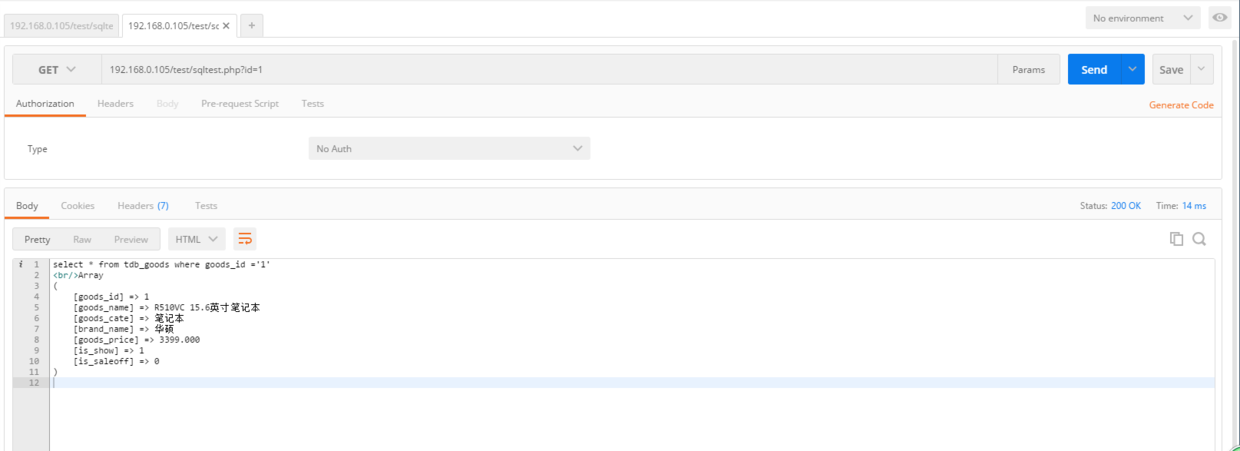 192.168.0.105/test/sqlte
192.168.0.105/test/sc
No environment
GET
192.168.0.105/test/sqltest.php?id=1
Params
Send
Save
Authorization
Headers
Body
Pre-request Script
Tests
Generate Code
Type
No Auth
Body
Cookies
Headers (7)
Tests
Status: 200 OK
Time: 14 ms
Pretty
Raw
Preview
HTML
i 1 select * from tdb_goods where goods_id ='1'
2 <br/>Array
3 (
4 [goods_id] => 1
5 [goods_name] => R510VC 15.6英寸笔记本
6 [goods_cate] => 笔记本
7 [brand_name] => 华硕
8 [goods_price] => 3399.000
9 [is_show] => 1
10 [is_saleoff] => 0
11 )
12